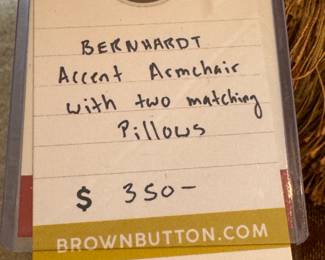 BERNHARDT
Accent Armchair
with two matching
Pillows
$ 350-
BROWNBUTTON.COM